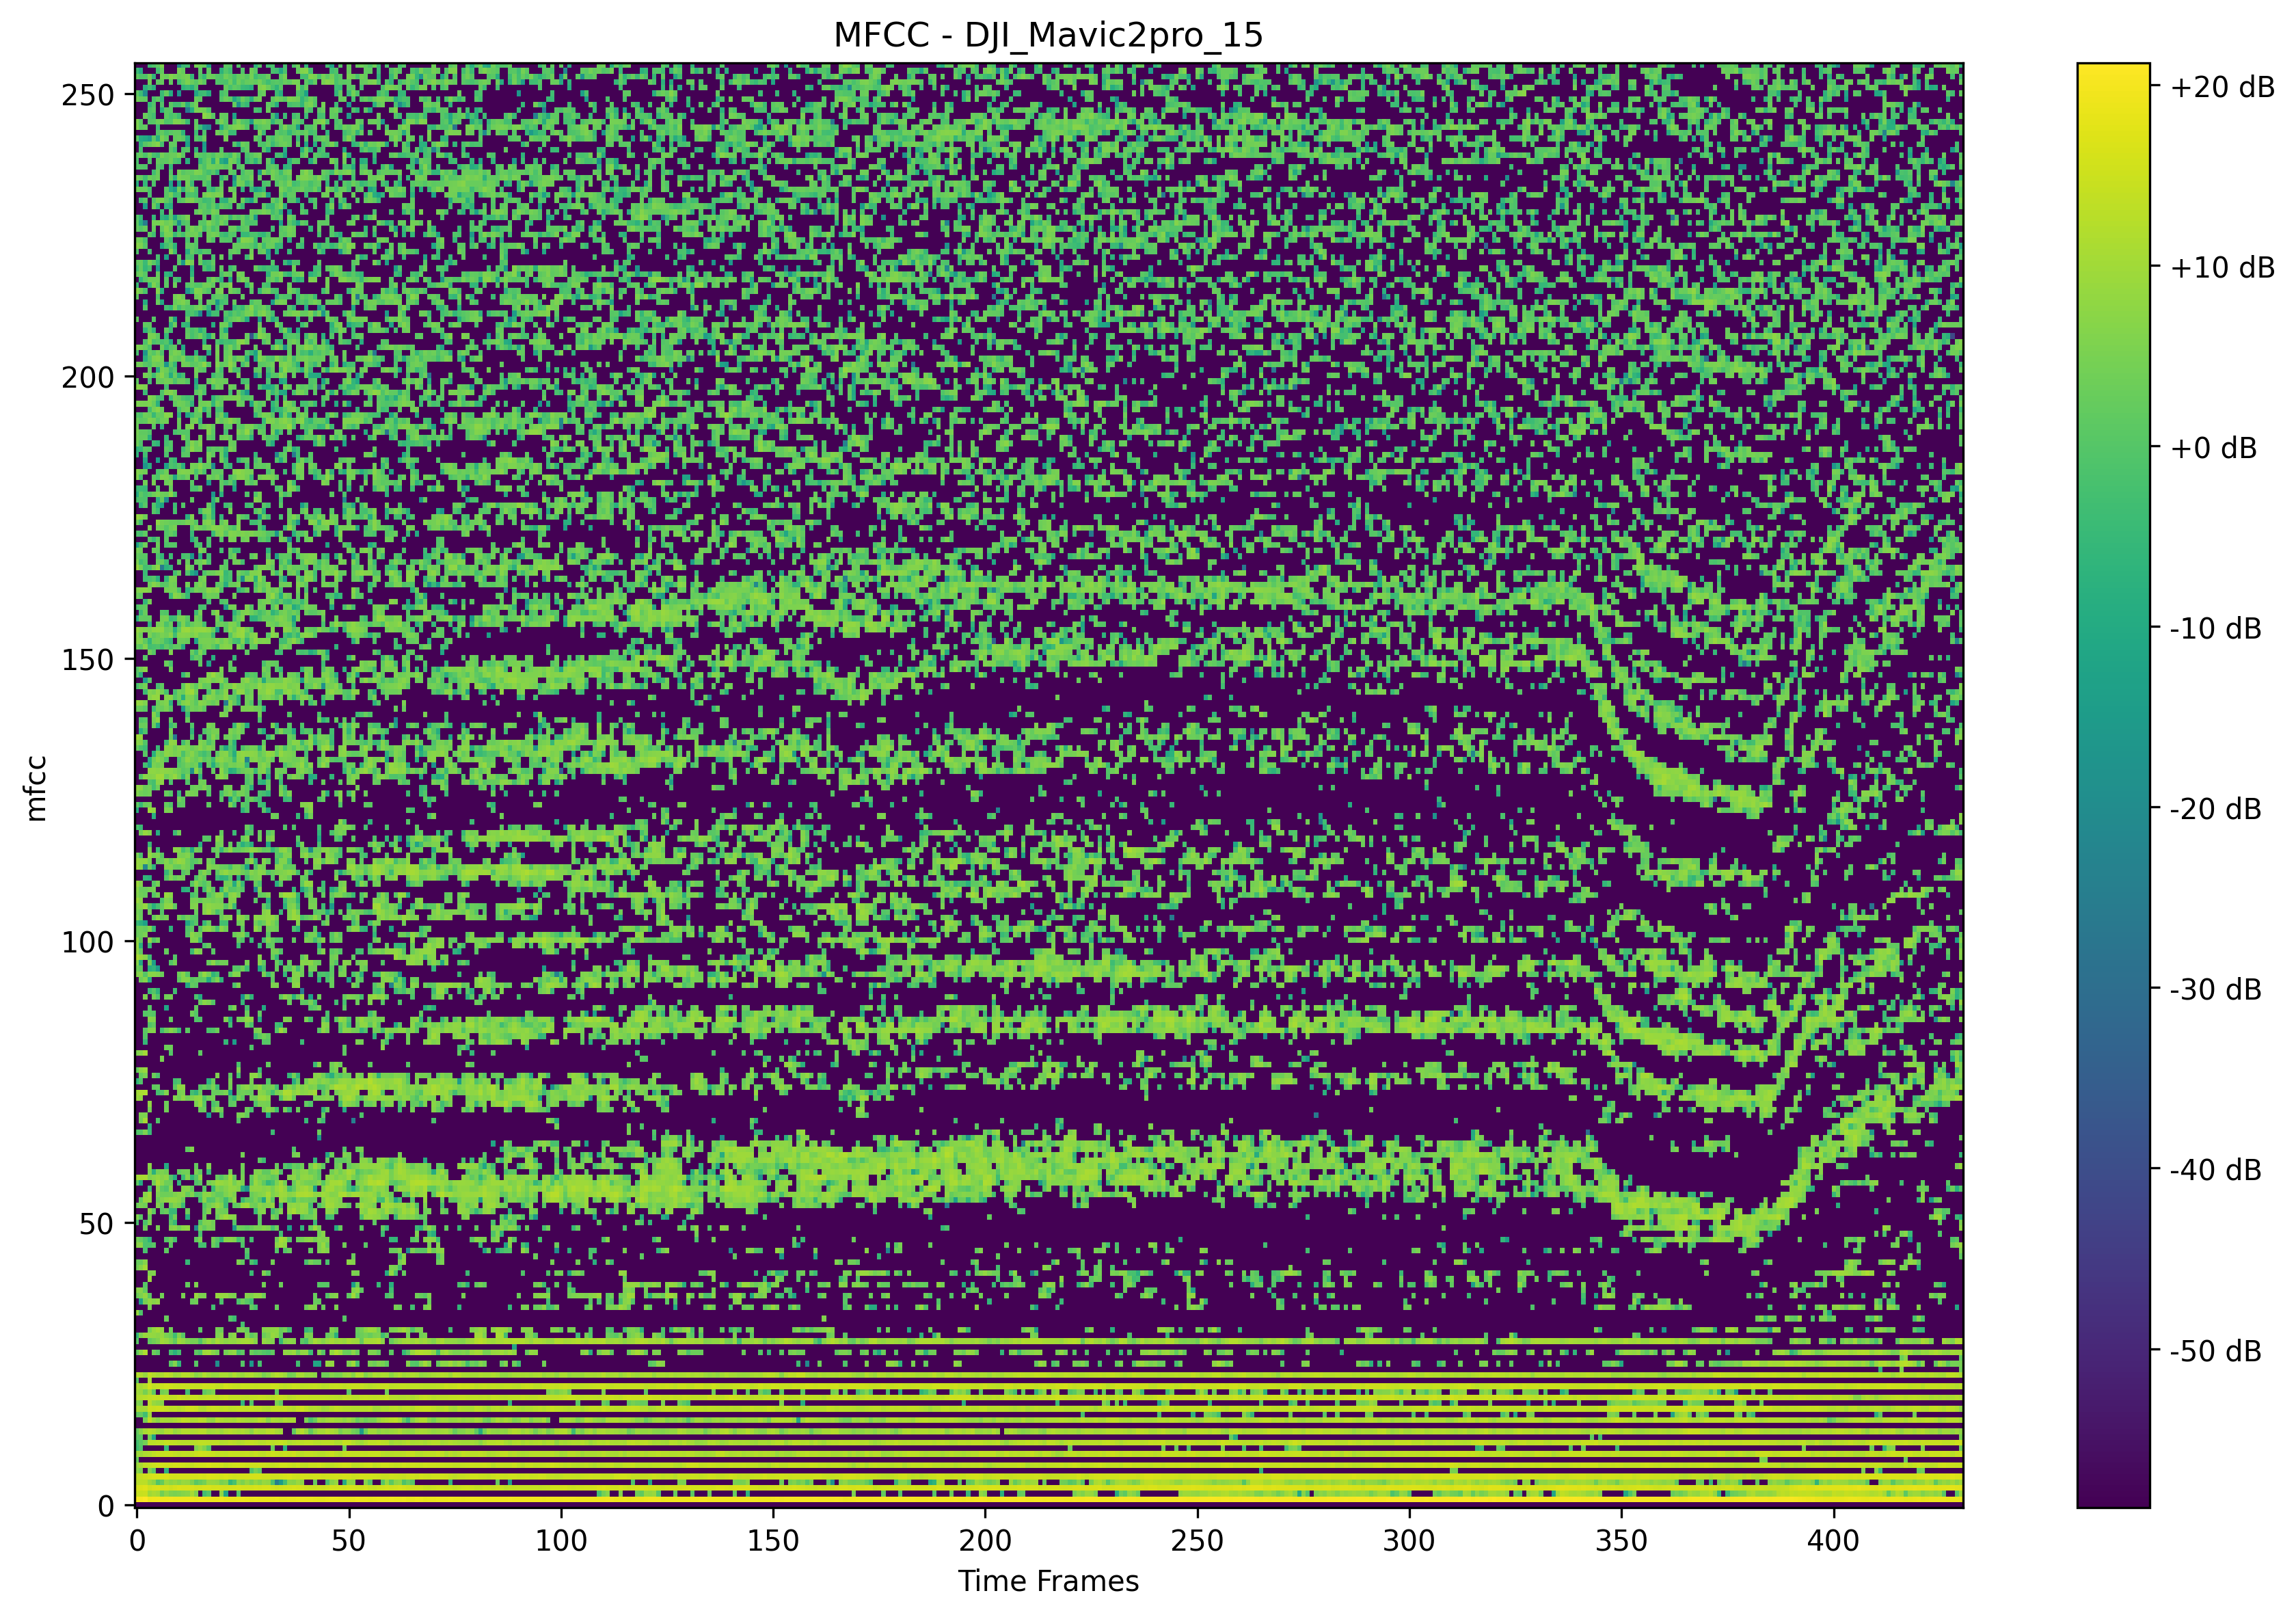 MFCC - DJI_Mavic2pro_15
250
200
150
100
50
0
mfcc
0 50 100 150 200 250 300 350 400
Time Frames
+20 dB
+10 dB
+0 dB
-10 dB
-20 dB
-30 dB
-40 dB
-50 dB